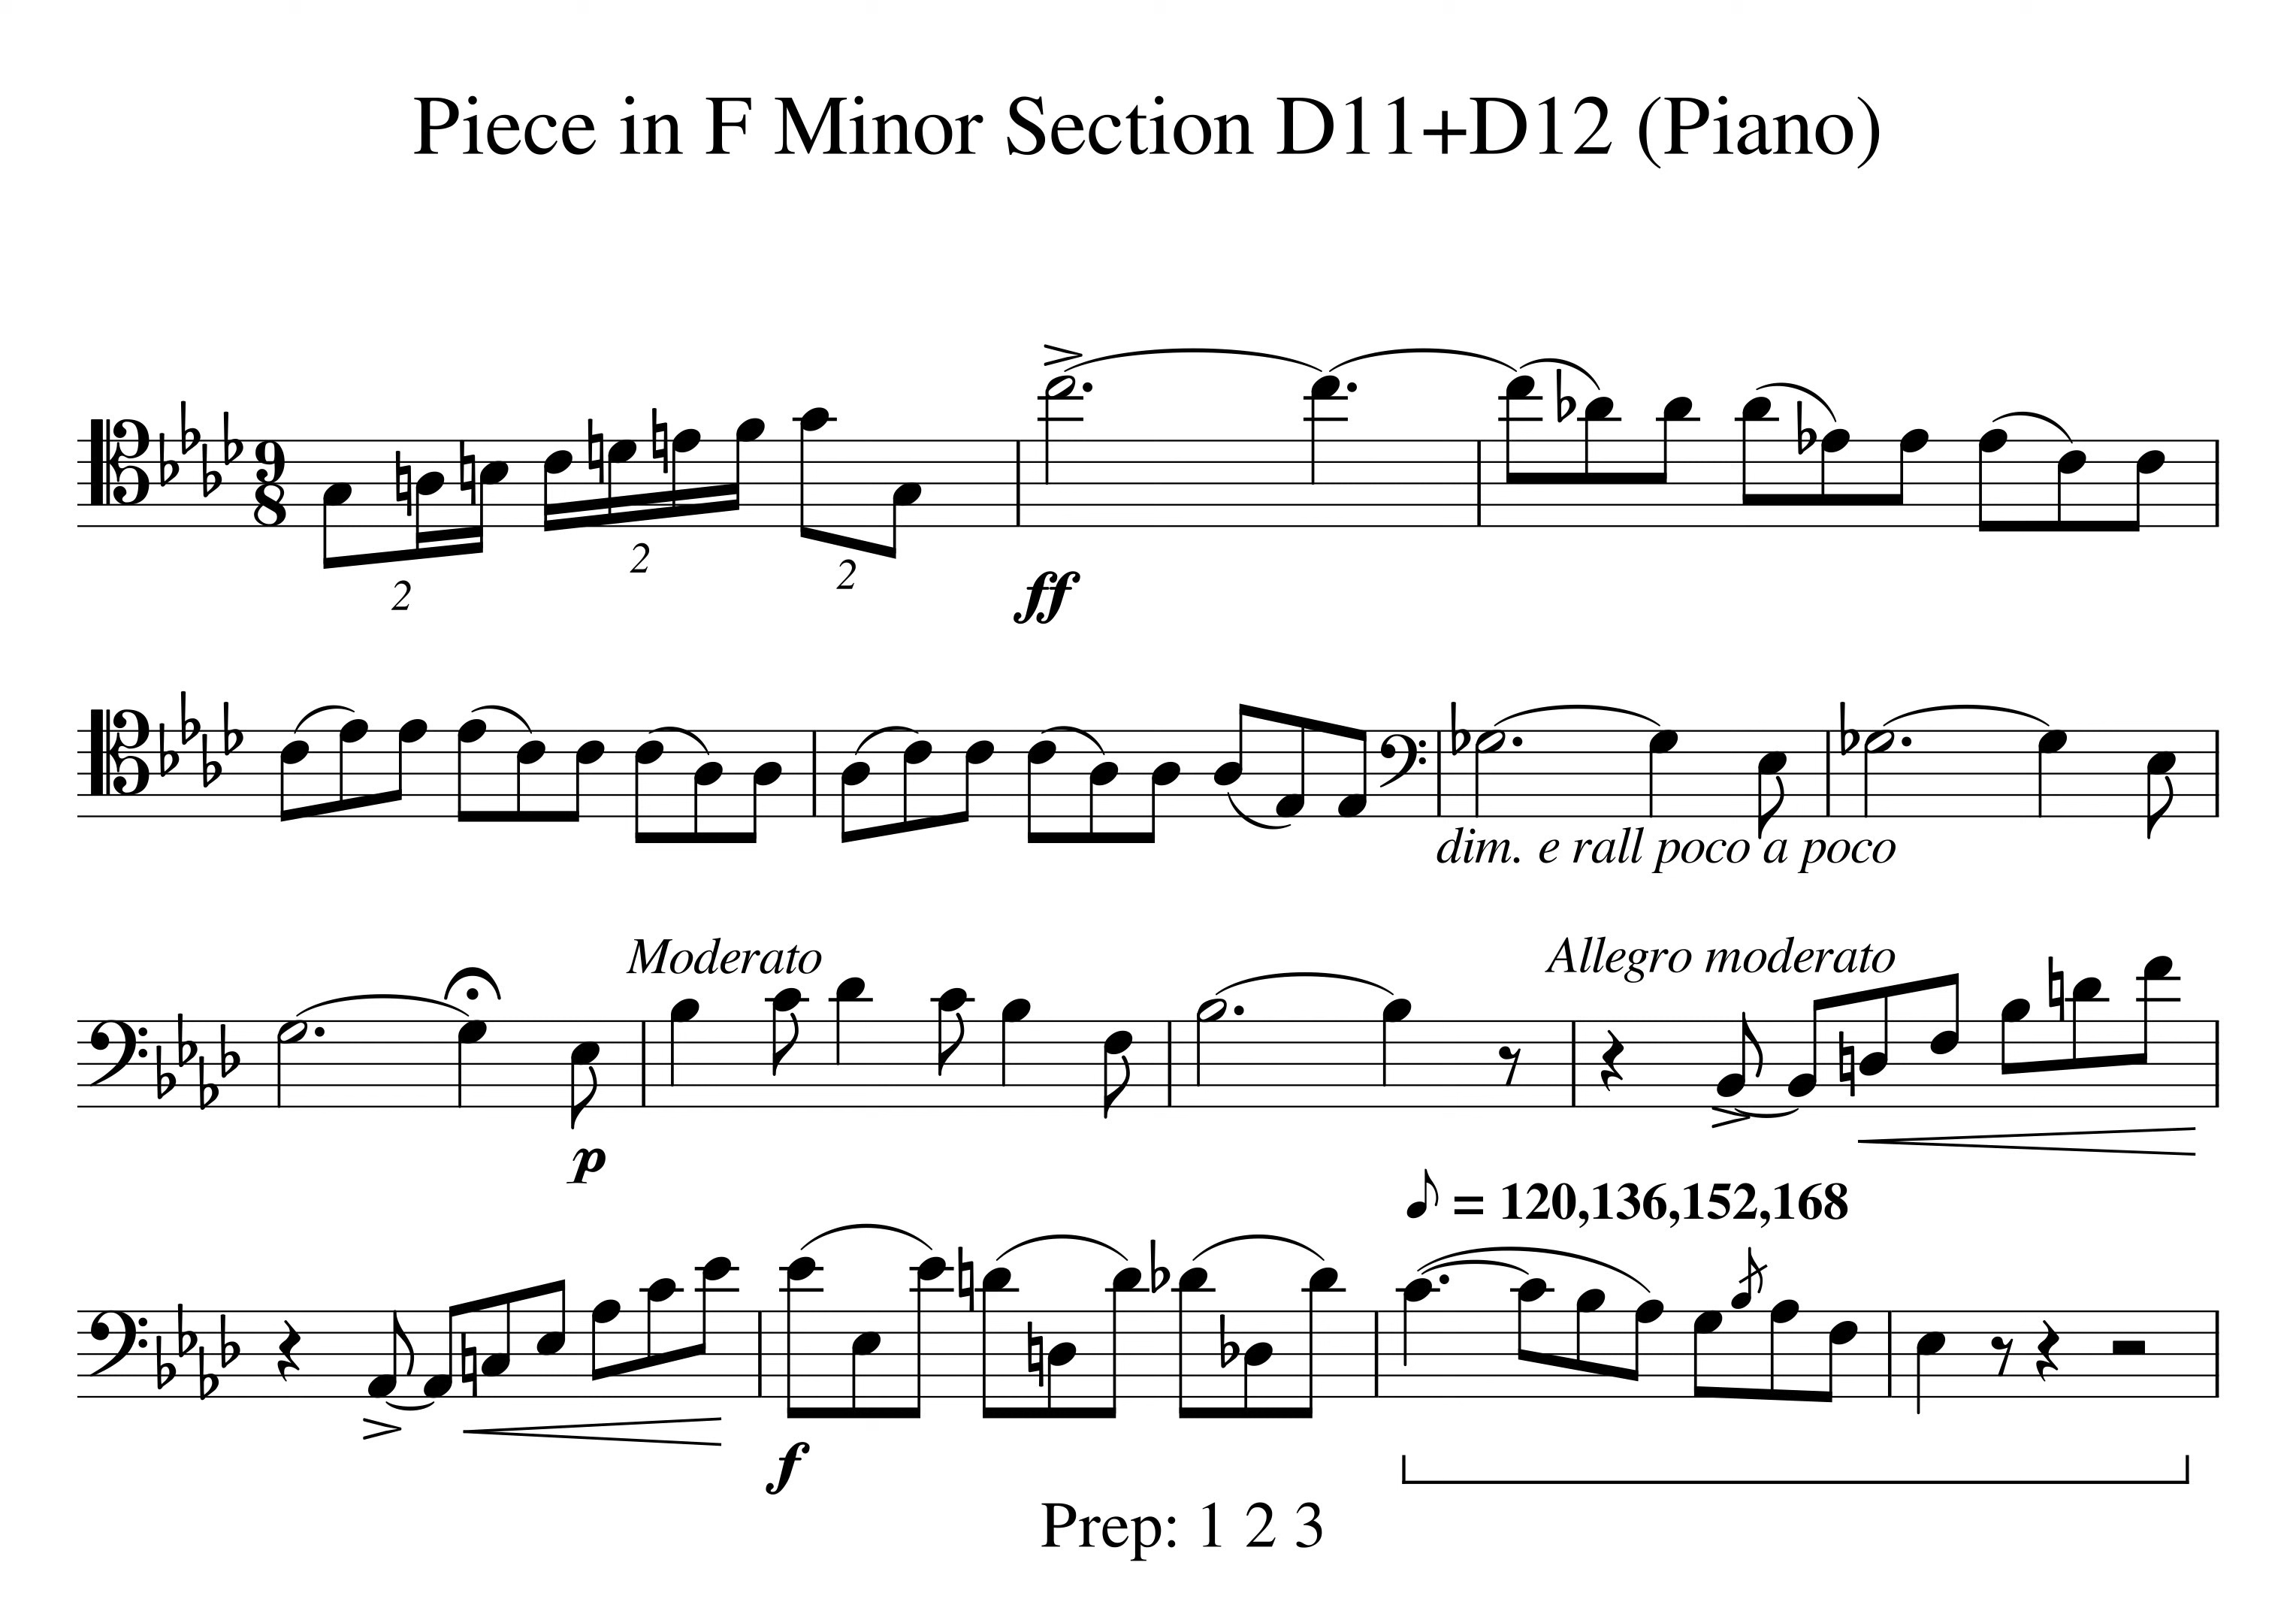 Piece in F Minor Section D11+D12 (Piano)
9
8
2
2
2
ff
dim. e rall poco a poco
Moderato
Allegro moderato
p
= 120,136,152,168
f
Prep: 1 2 3